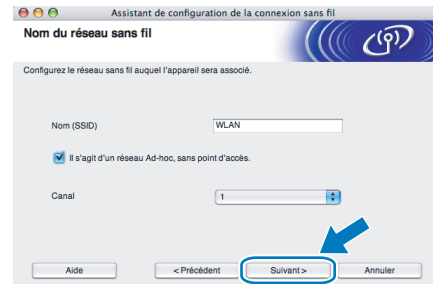 Assistant de configuration de la connexion sans fil
Nom du réseau sans fil
Configurez le réseau sans fil auquel l'appareil sera associé.
Nom (SSID) WLAN
Il s'agit d'un réseau Ad-hoc, sans point d'accès.
Canal 1
Aide < Précédent Suivant > Annuler